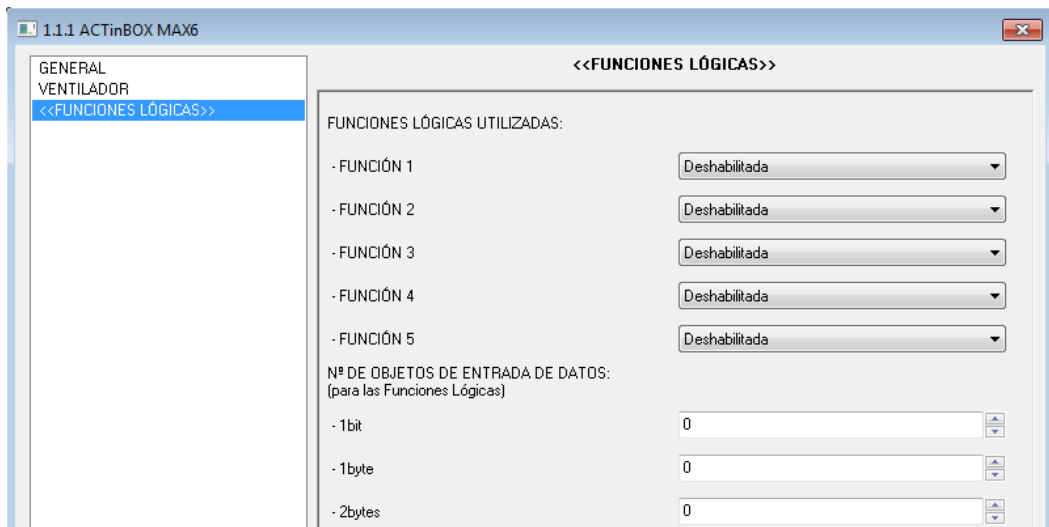 1.1.1 ACTinBOX MAX6
GENERAL
VENTILADOR
<<FUNCIONES LÓGICAS>>
<<FUNCIONES LÓGICAS>>
FUNCIONES LÓGICAS UTILIZADAS:
- FUNCIÓN 1 Deshabilitada
- FUNCIÓN 2 Deshabilitada
- FUNCIÓN 3 Deshabilitada
- FUNCIÓN 4 Deshabilitada
- FUNCIÓN 5 Deshabilitada
Nº DE OBJETOS DE ENTRADA DE DATOS:
(para las Funciones Lógicas)
- 1bit 0
- 1byte 0
- 2bytes 0